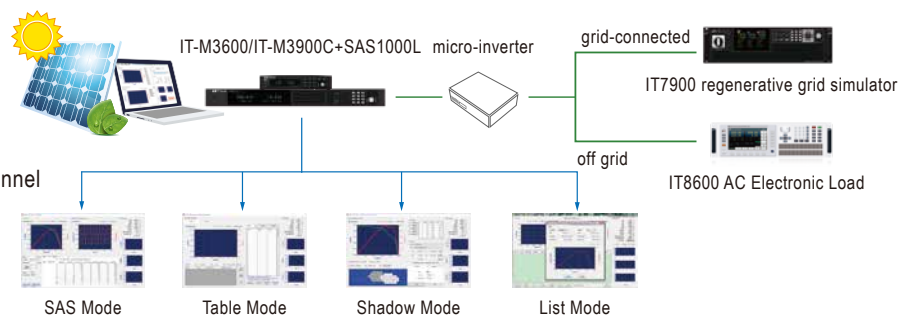 IT-M3600/IT-M3900C+SAS1000L
micro-inverter
grid-connected
IT7900 regenerative grid simulator
off grid
IT8600 AC Electronic Load
nnel
SAS Mode
Table Mode
Shadow Mode
List Mode